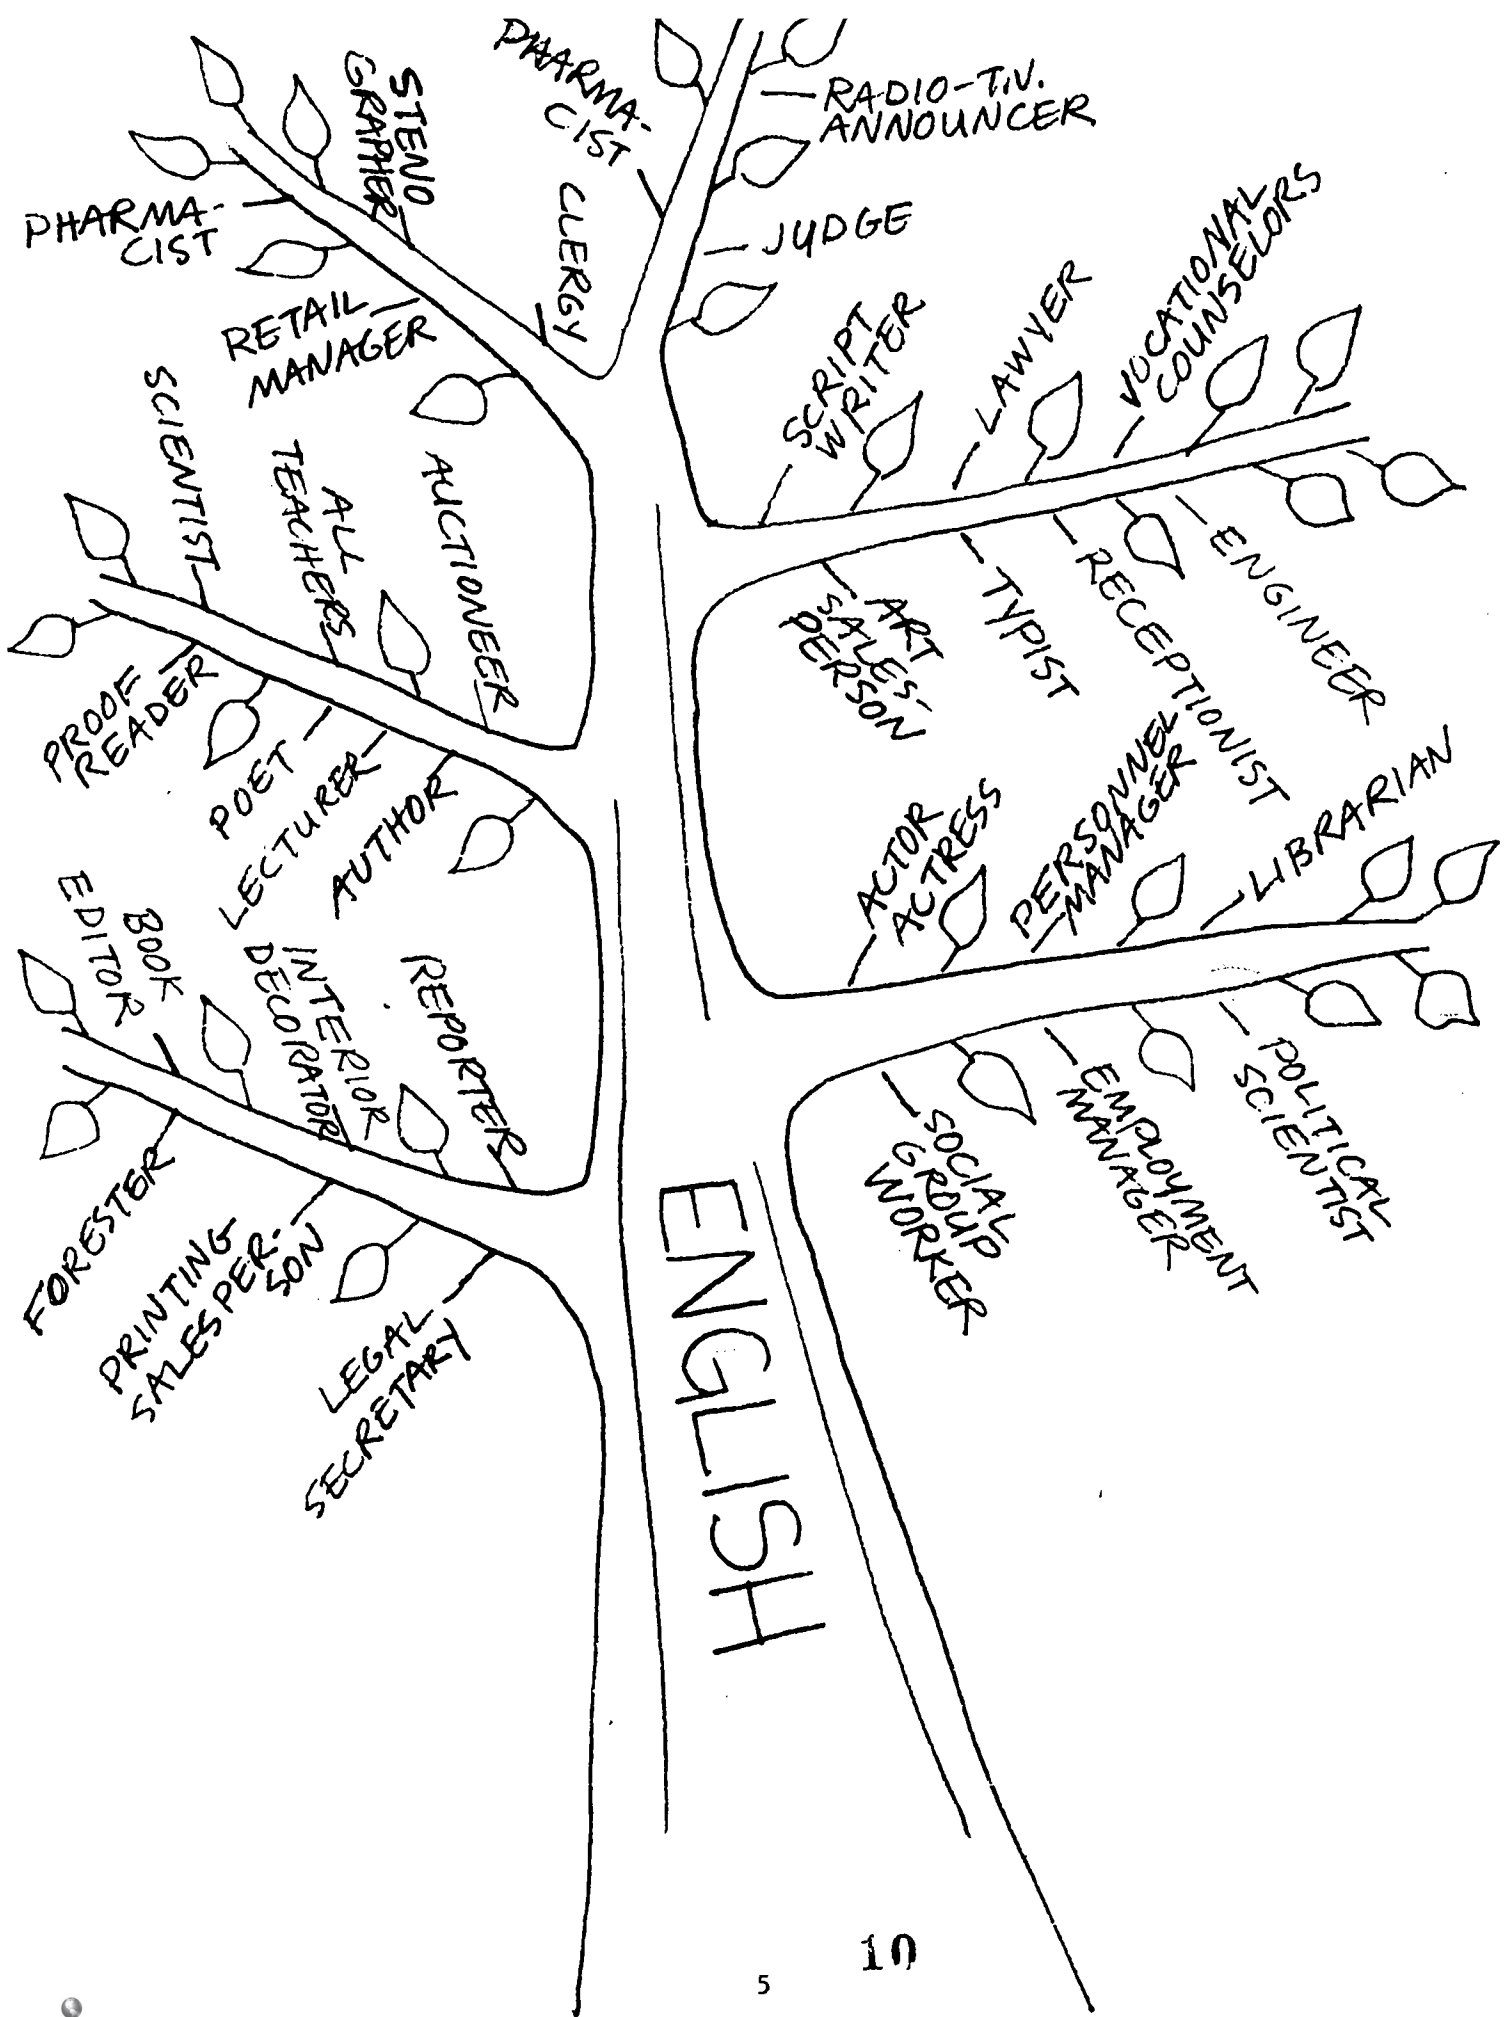 PHARMA-
CIST
STENO
GRAPHER
PHARMA-
CIST
CLERGY
RETAIL
MANAGER
RADIO-T.V.
ANNOUNCER
JUDGE
SCRIPT
WRITER
LAWYER
VOCATIONAL
COUNSELORS
SCIENTIST
ALL
TEACHERS
AUCTIONEER
ART
SALES-
PERSON
TYPIST
RECEPTIONIST
ENGINEER
PROOF
READER
POET
LECTURER
AUTHOR
ACTOR
ACTRESS
PERSONNEL
MANAGER
LIBRARIAN
BOOK
EDITOR
INTERIOR
DECORATOR
REPORTER
SOCIAL
GROUP
WORKER
EMPLOYMENT
MANAGER
POLITICAL
SCIENTIST
FORESTER
PRINTING
SALESPER-
SON
LEGAL
SECRETARY
ENGLISH
10
5